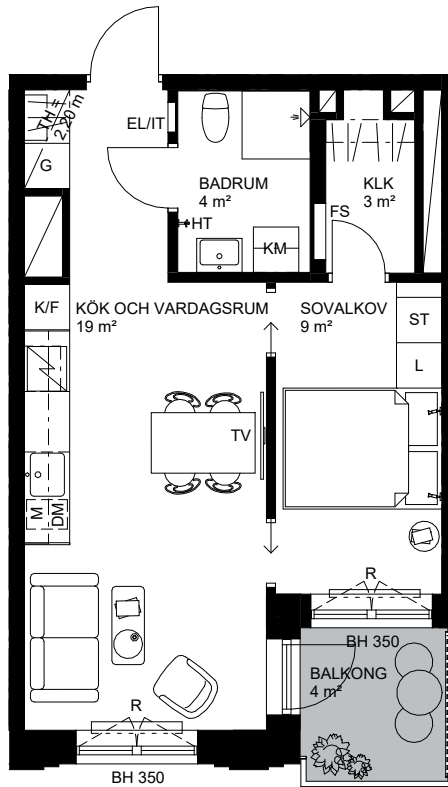 TH =
2,20 m
EL/IT
G
BADRUM
4 m²
KLK
3 m²
HT
FS
KM
K/F
KÖK OCH VARDAGSRUM
19 m²
SOVALKOV
9 m²
ST
L
TV
M
DM
R
BH 350
BALKONG
4 m²
R
BH 350